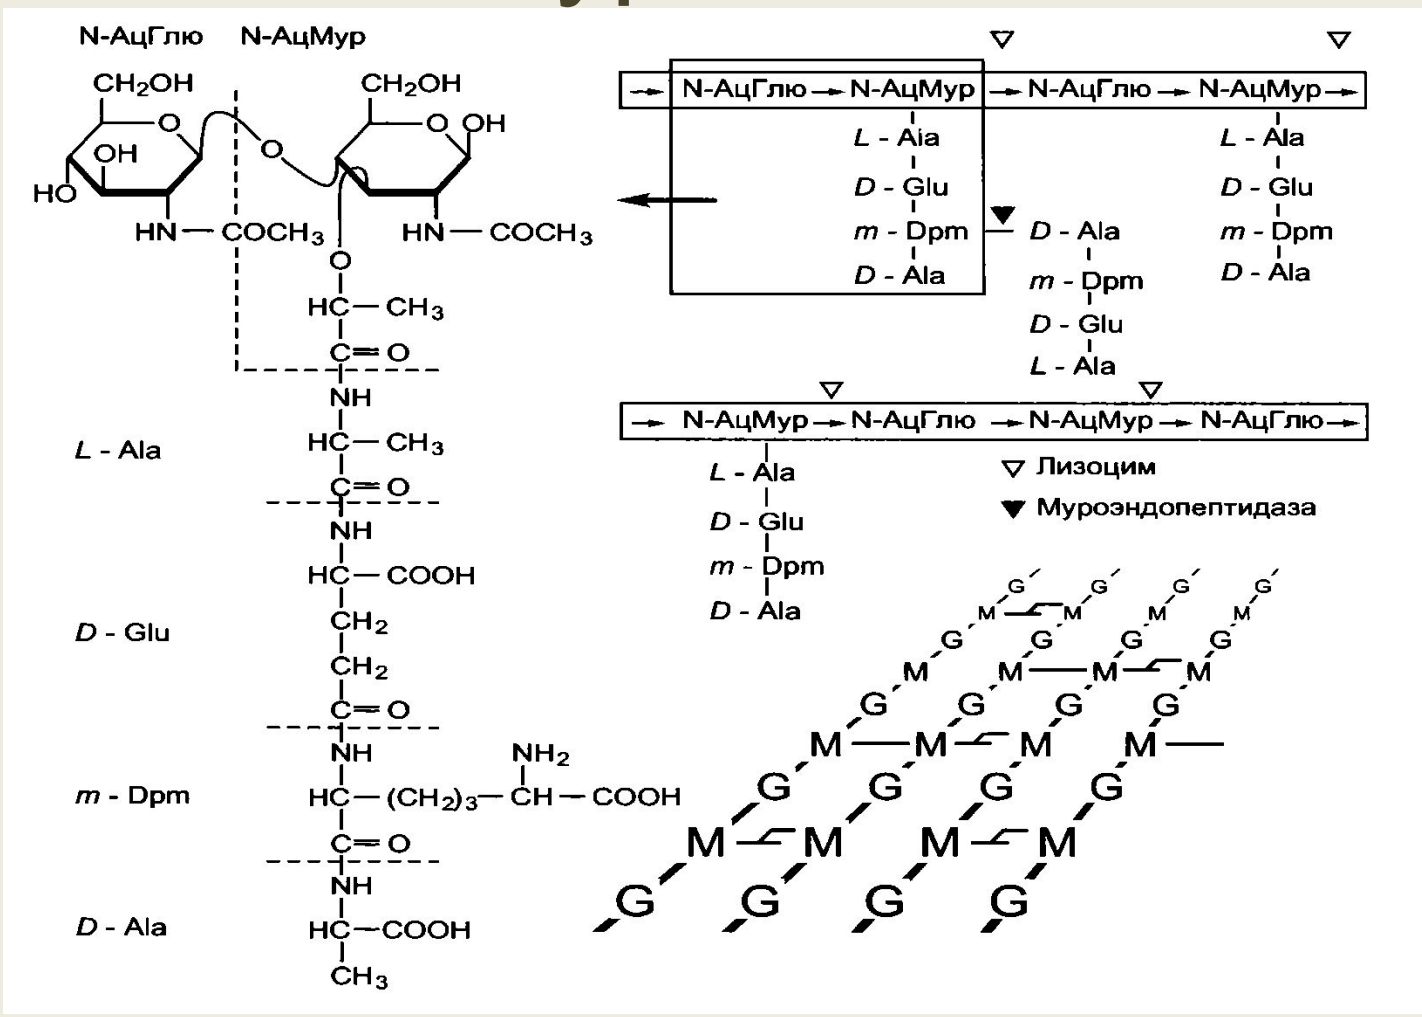 N-АцГлю N-АцМур
CH2OH CH2OH
O O OH
OH
O
HO
HN — COCH3 HN — COCH3
O
HC — CH3
C = O
NH
L - Ala HC — CH3
C = O
NH
HC — COOH
CH2
D - Glu
CH2
C = O
NH NH2
m - Dpm HC — (CH2)3 — CH — COOH
C = O
NH
D - Ala HC — COOH
CH3
→ N-АцГлю → N-АцМур → N-АцГлю → N-АцМур →
L - Aia L - Ala
D - Glu D - Glu
m - Dpm — D - Ala m - Dpm
D - Ala m - Dpm D - Ala
D - Glu
L - Ala
→ N-АцМур → N-АцГлю → N-АцМур → N-АцГлю →
L - Ala
D - Glu
m - Dpm
D - Ala
▽ Лизоцим
▼ Муроэндопептидаза
G G G G
M M M M
G G G G
M M M M
G G G G
M M M M
G G G G
M M M M
G G G G